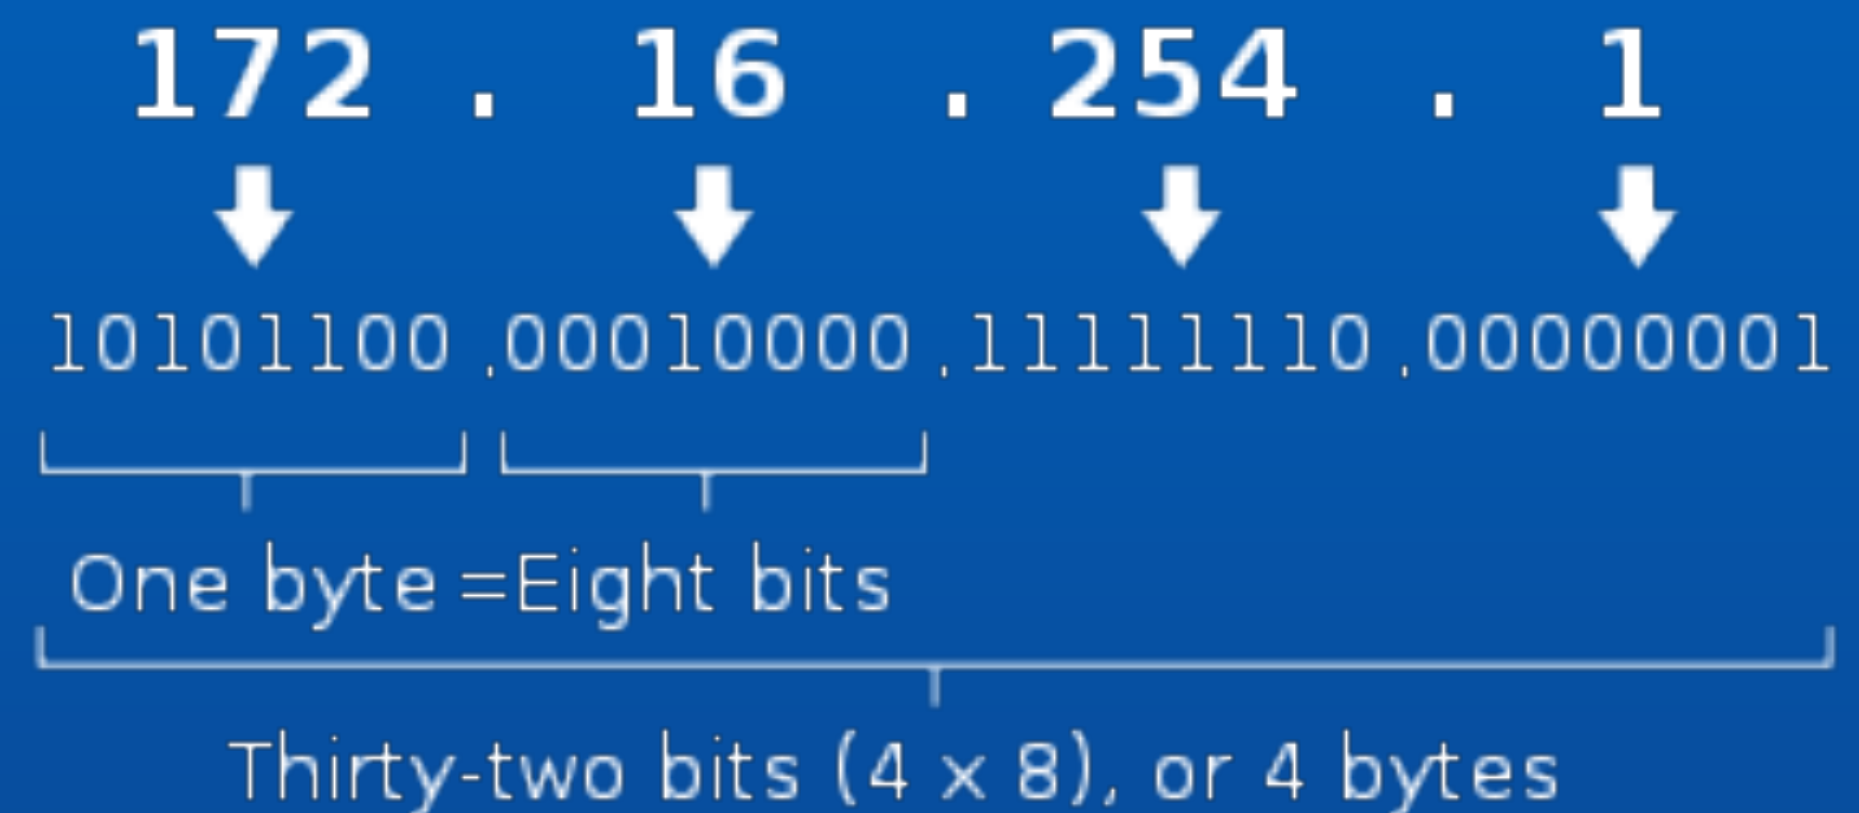 172 . 16 . 254 . 1
10101100 .00010000 .11111110 .00000001
One byte =Eight bits
Thirty-two bits (4 x 8), or 4 bytes